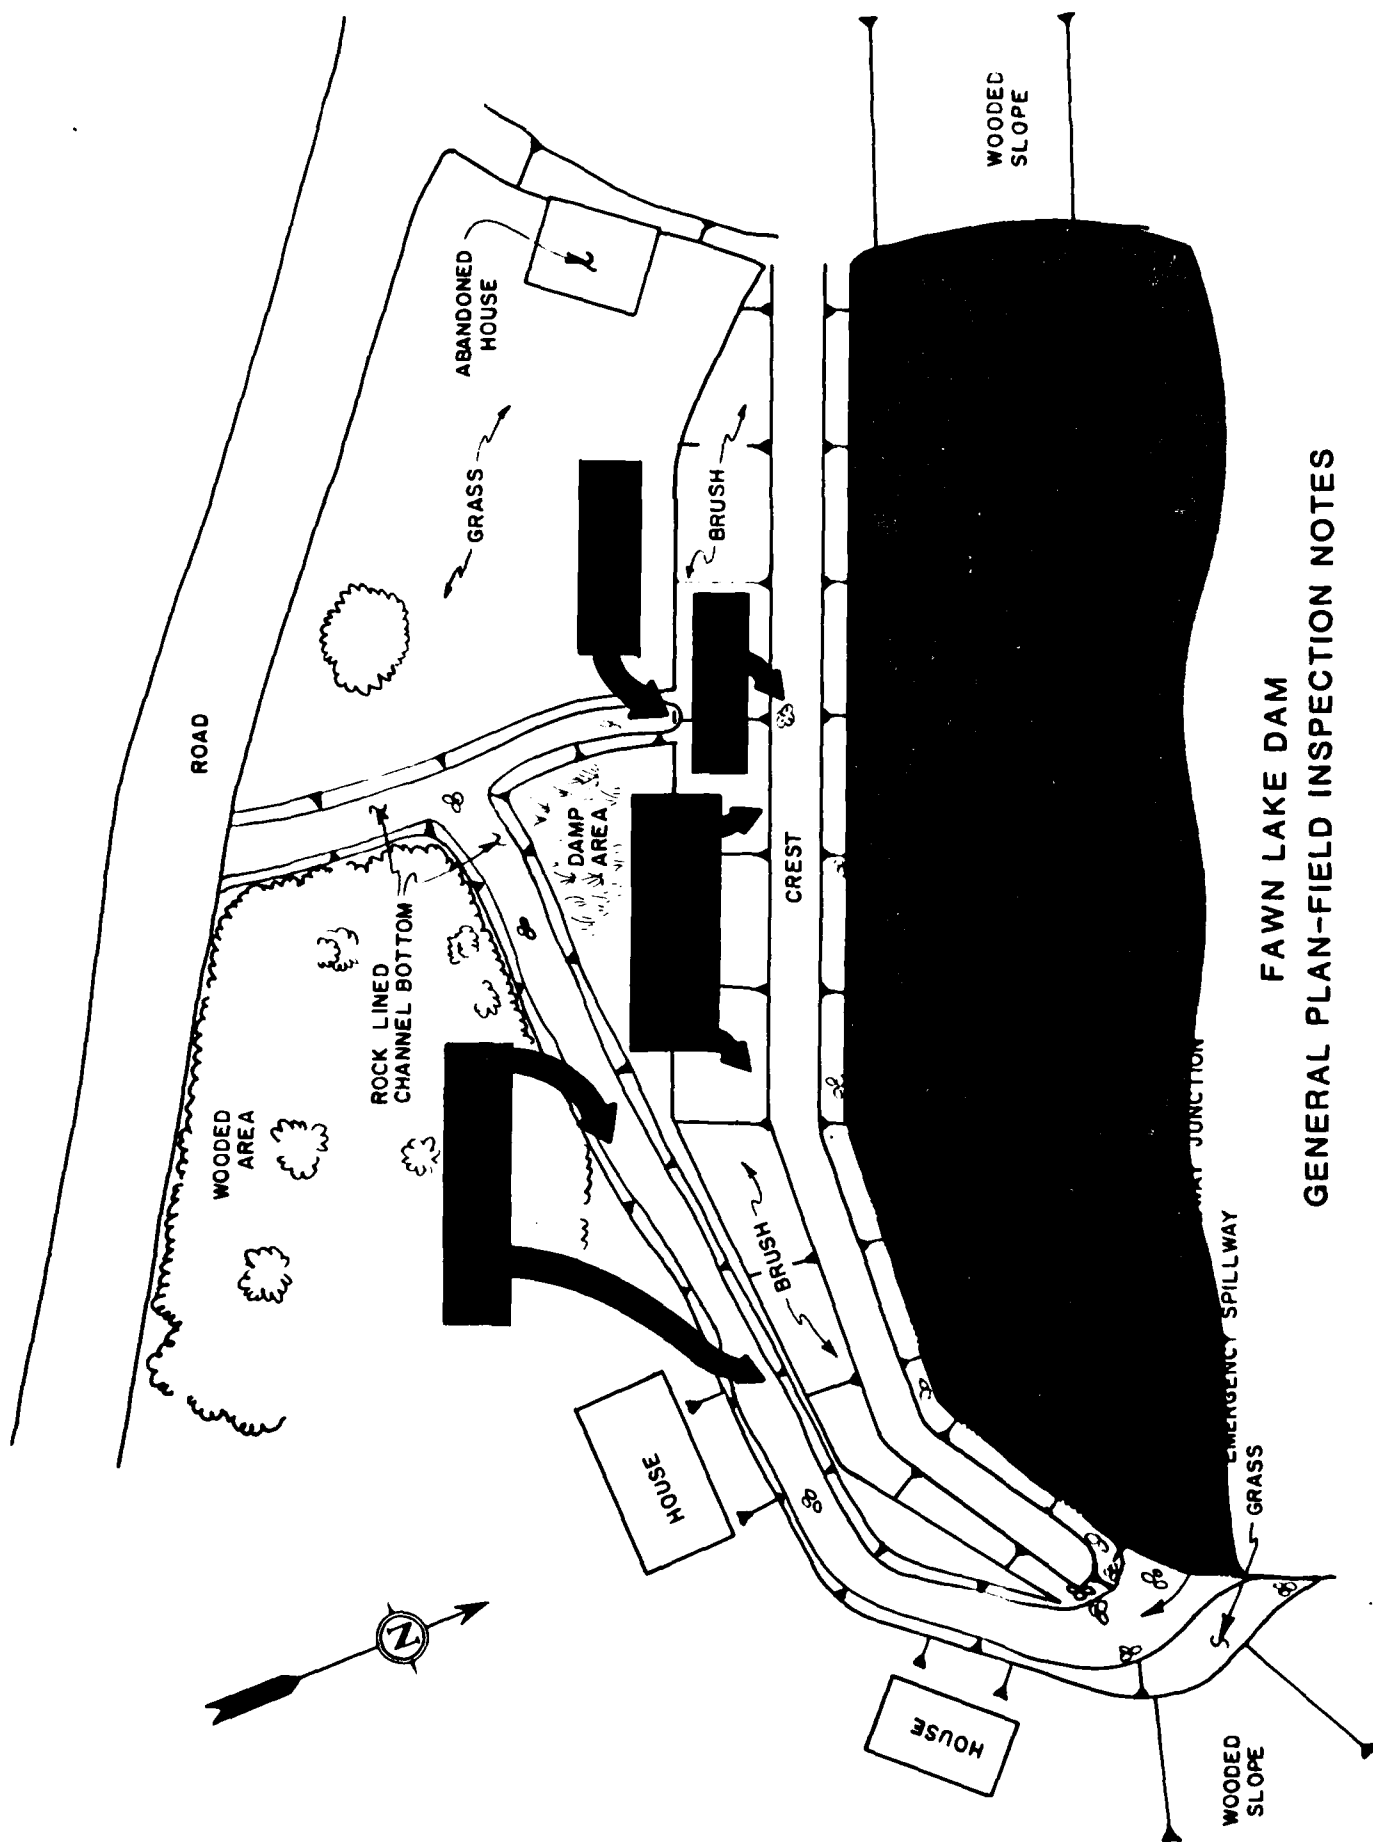 WOODED
SLOPE
ABANDONED
HOUSE
GRASS
BRUSH
ROAD
DAMP
AREA
CREST
ROCK LINED
CHANNEL BOTTOM
WOODED
AREA
BRUSH
HOUSE
HOUSE
N
JUNCTION
EMERGENCY SPILLWAY
GRASS
WOODED
SLOPE
FAWN LAKE DAM
GENERAL PLAN-FIELD INSPECTION NOTES